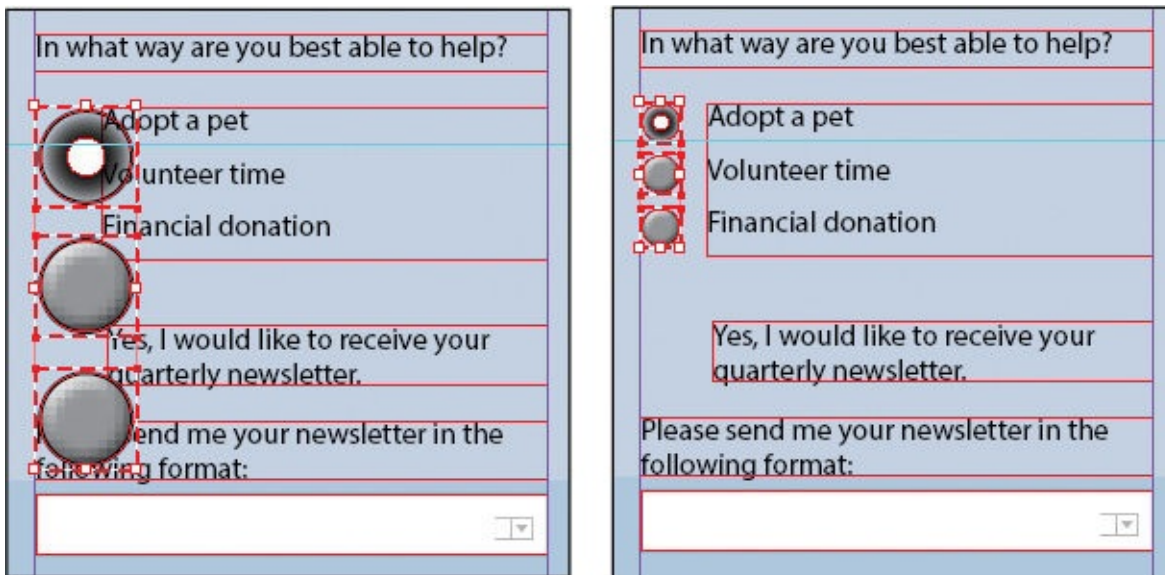 In what way are you best able to help?
Adopt a pet
Volunteer time
Financial donation
Yes, I would like to receive your
quarterly newsletter.
end me your newsletter in the
following format:
In what way are you best able to help?
Adopt a pet
Volunteer time
Financial donation
Yes, I would like to receive your
quarterly newsletter.
Please send me your newsletter in the
following format: